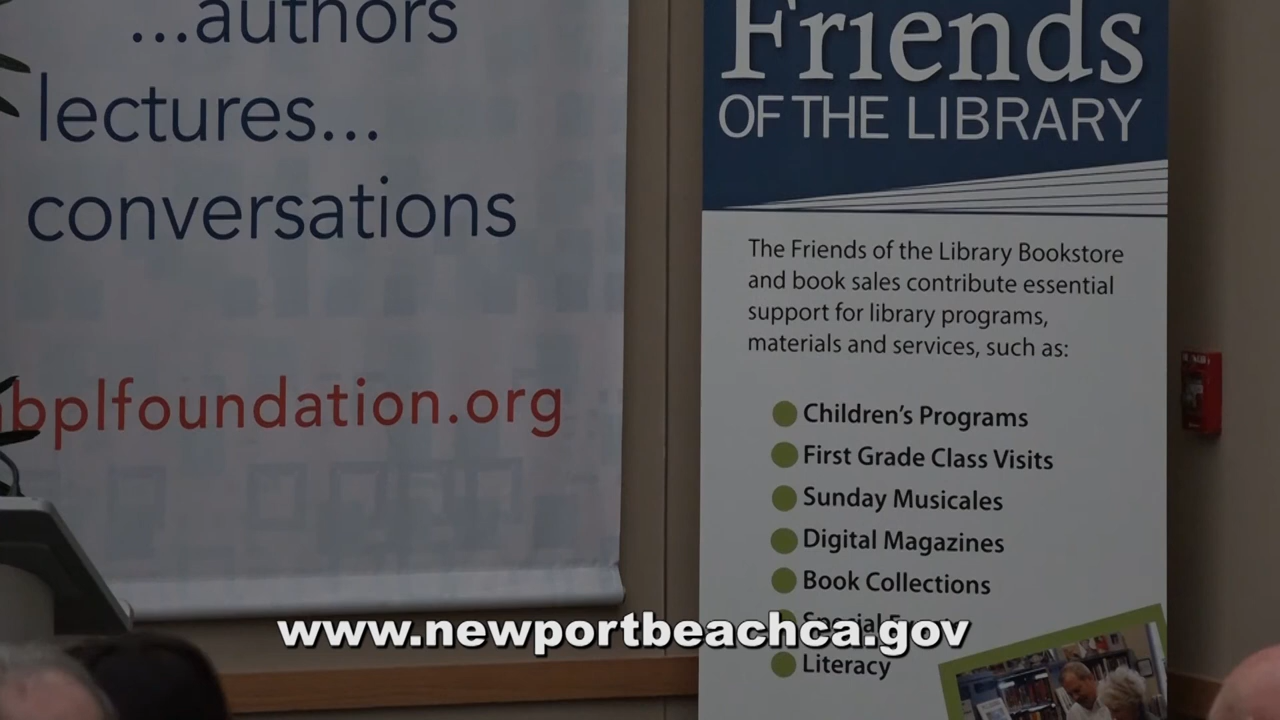 ...authors
lectures...
conversations
bplfoundation.org
Friends
OF THE LIBRARY
The Friends of the Library Bookstore
and book sales contribute essential
support for library programs,
materials and services, such as:
Children's Programs
First Grade Class Visits
Sunday Musicales
Digital Magazines
Book Collections
Special
Literacy
www.newportbeachca.gov